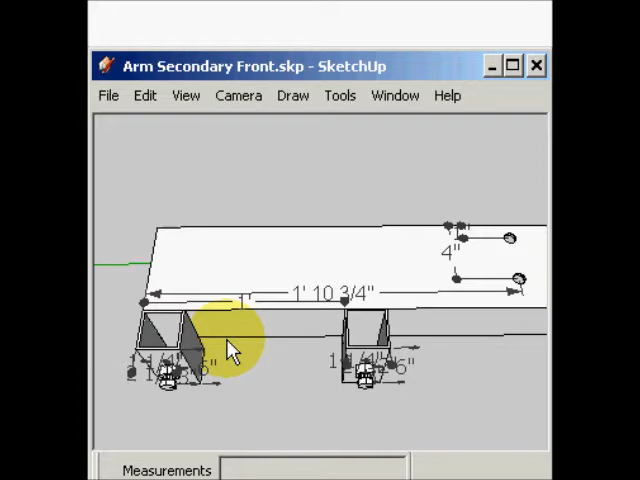 Arm Secondary Front.skp - SketchUp
File Edit View Camera Draw Tools Window Help
4"
1' 10 3/4"
1'
Measurements